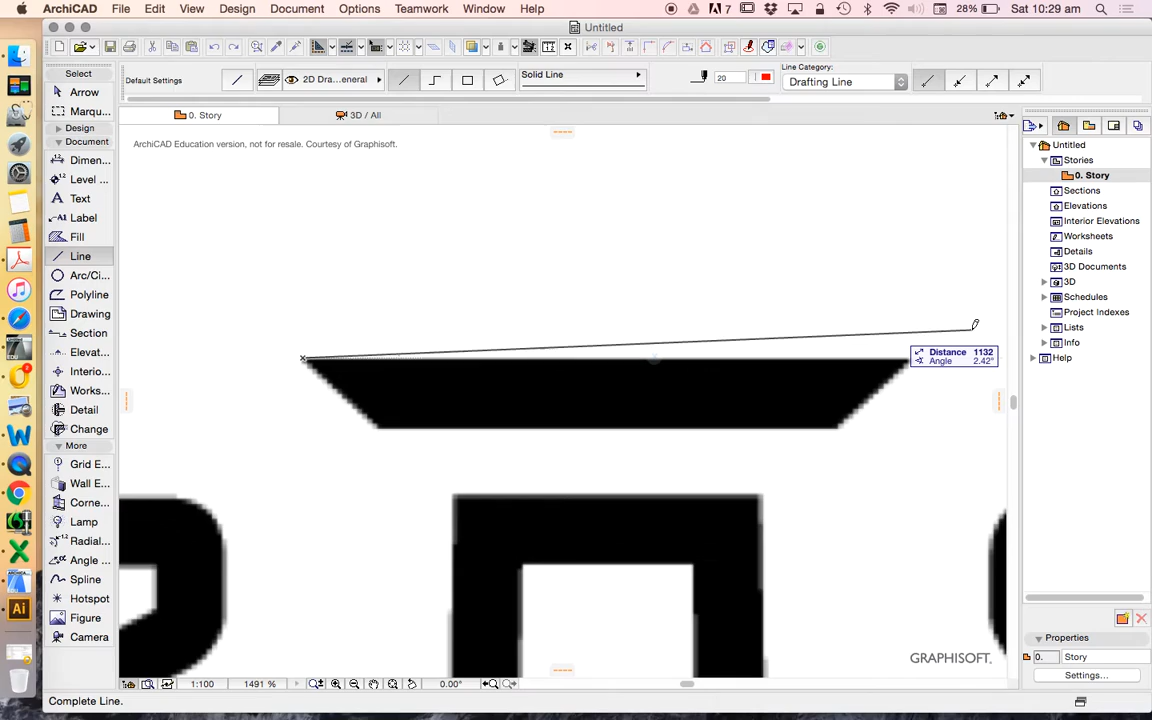 ArchiCAD File Edit View Design Document Options Teamwork Window Help 7 28% Sat 10:29 am
Untitled
Select
Default Settings
2D Dra...eneral
Solid Line
20
Line Category:
Drafting Line
Arrow
Marqu...
Design
Document
0. Story
3D / All
ArchiCAD Education version, not for resale. Courtesy of Graphisoft.
Dimen...
Level ...
Text
A1 Label
Fill
Line
Arc/Ci...
Polyline
Drawing
Section
Elevat...
Interio...
Works...
Detail
Change
More
Grid E...
Wall E...
Corne...
Lamp
Radial...
Angle ...
Spline
Hotspot
Figure
Camera
Distance 1132
Angle 2.42°
Untitled
Stories
0. Story
Sections
Elevations
Interior Elevations
Worksheets
Details
3D Documents
3D
Schedules
Project Indexes
Lists
Info
Help
GRAPHISOFT.
Properties
0. Story
Settings...
1:100
1491 %
0.00°
Complete Line.